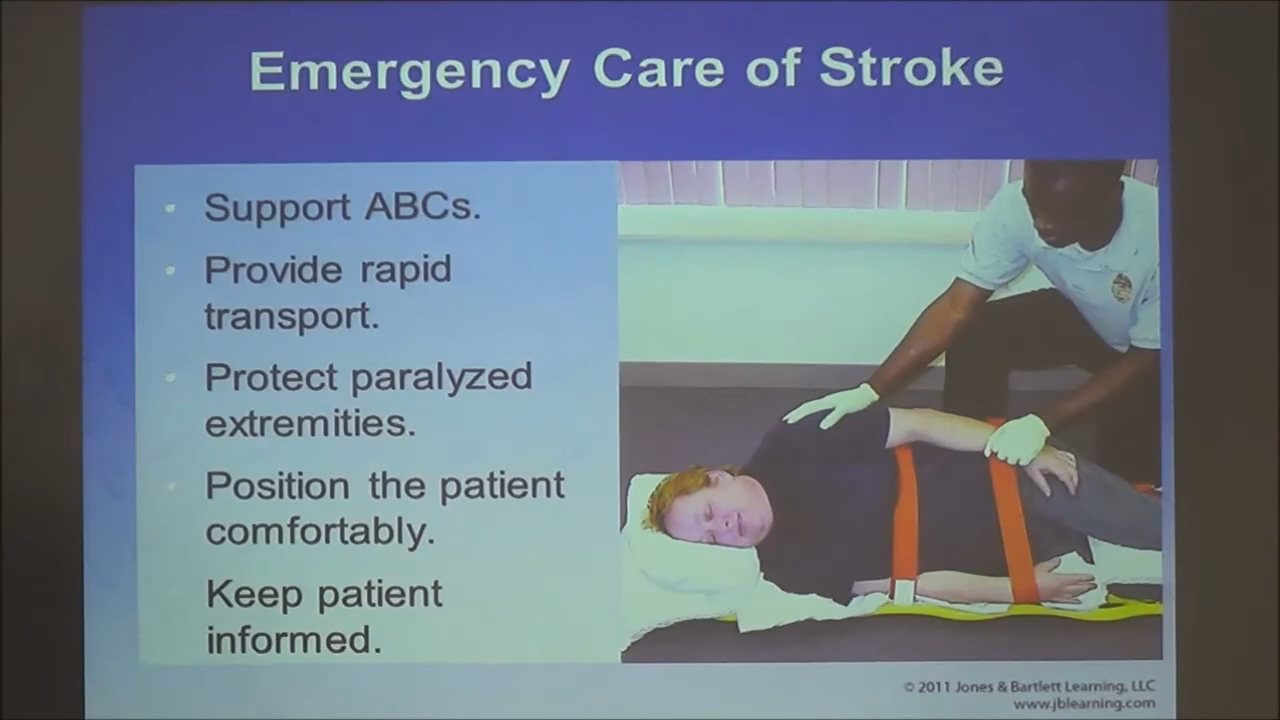 Emergency Care of Stroke
• Support ABCs.
• Provide rapid
transport.
• Protect paralyzed
extremities.
• Position the patient
comfortably.
Keep patient
informed.
© 2011 Jones & Bartlett Learning, LLC
www.jblearning.com